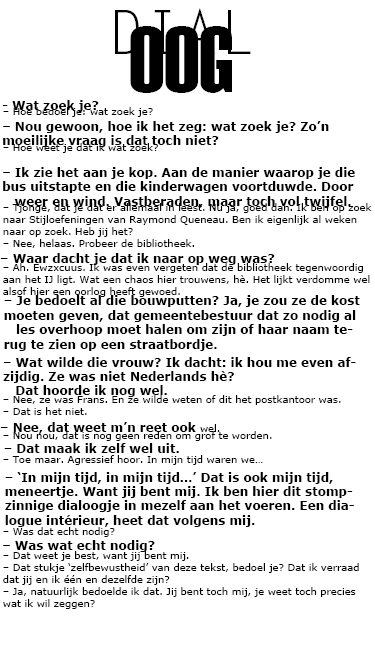 DIAL
OOG
– Wat zoek je?
– Hoe bedoel je: wat zoek je?
– Nou gewoon, hoe ik het zeg: wat zoek je? Zo’n
moeilijke vraag is dat toch niet?
– Hoe weet je dat ik wat zoek?
– Ik zie het aan je kop. Aan de manier waarop je die
bus uitstapte en die kinderwagen voortduwde. Door
weer en wind. Vastberaden, maar toch vol twijfel.
– Tjonge, dat je dat er allemaal in leest. Nu ja, goed dan. Ik ben op zoek
naar Stijloefeningen van Raymond Queneau. Ben ik eigenlijk al weken
naar op zoek. Heb jij het?
– Nee, helaas. Probeer de bibliotheek.
– Waar dacht je dat ik naar op weg was?
– Ah. Ewzxcuus. Ik was even vergeten dat de bibliotheek tegenwoordig
aan het IJ ligt. Wat een chaos hier trouwens, hè. Het lijkt verdomme wel
alsof hier een oorlog heeft gewoed.
– Je bedoelt al die bouwputten? Ja, je zou ze de kost
moeten geven, dat gemeentebestuur dat zo nodig al
les overhoop moet halen om zijn of haar naam te-
rug te zien op een straatbordje.
– Wat wilde die vrouw? Ik dacht: ik hou me even af-
zijdig. Ze was niet Nederlands hè?
Dat hoorde ik nog wel.
– Nee, ze was Frans. En ze wilde weten of dit het postkantoor was.
– Dat is het niet.
– Nee, dat weet m’n reet ook wel.
– Nou nou, dat is nog geen reden om grof te worden.
– Dat maak ik zelf wel uit.
– Toe maar. Agressief hoor. In mijn tijd waren we...
– ‘In mijn tijd, in mijn tijd...’ Dat is ook mijn tijd,
meneertje. Want jij bent mij. Ik ben hier dit stomp-
zinnige dialoogje in mezelf aan het voeren. Een dia-
logue intérieur, heet dat volgens mij.
– Was dat echt nodig?
– Was wat echt nodig?
– Dat weet je best, want jij bent mij.
– Dat stukje ‘zelfbewustheid’ van deze tekst, bedoel je? Dat ik verraad
dat jij en ik één en dezelfde zijn?
– Ja, natuurlijk bedoelde ik dat. Jij bent toch mij, je weet toch precies
wat ik wil zeggen?